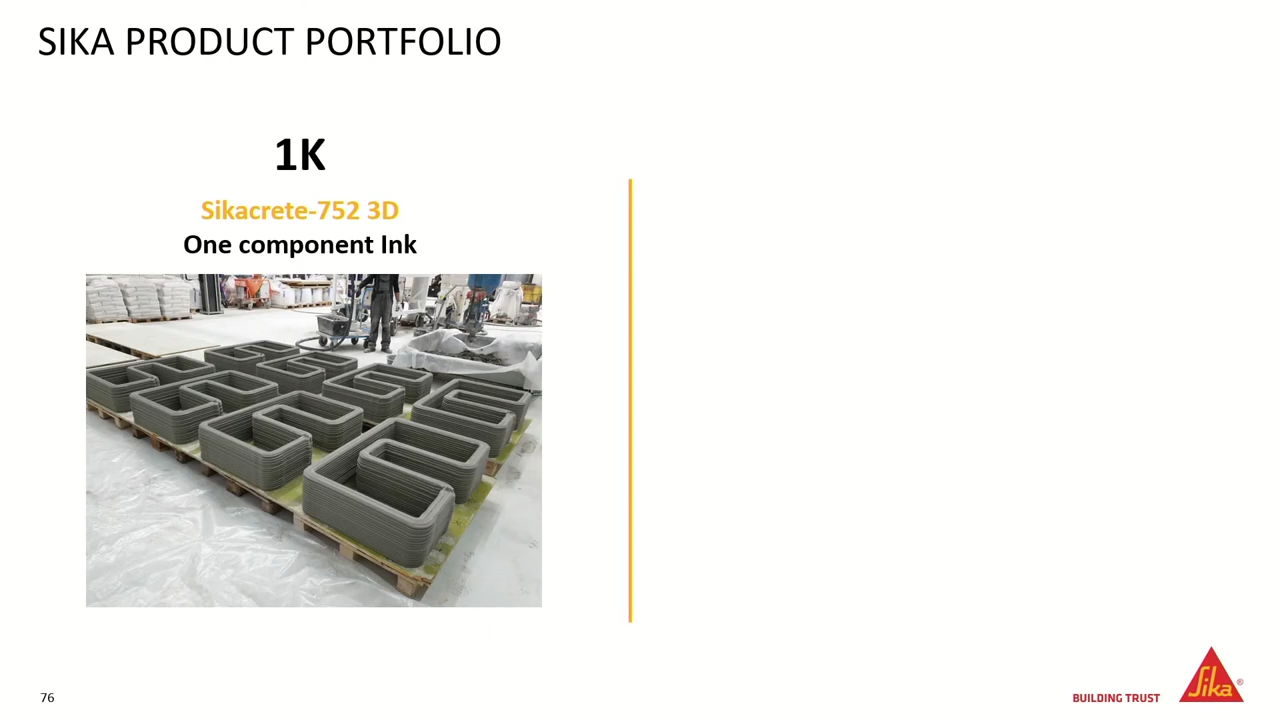 SIKA PRODUCT PORTFOLIO
1K
Sikacrete-752 3D
One component Ink
76
BUILDING TRUST
Sika®